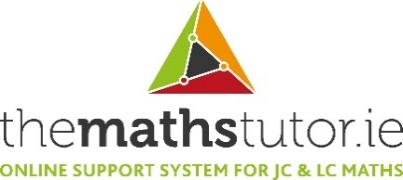 themathstutor.ie
ONLINE SUPPORT SYSTEM FOR JC & LC MATHS